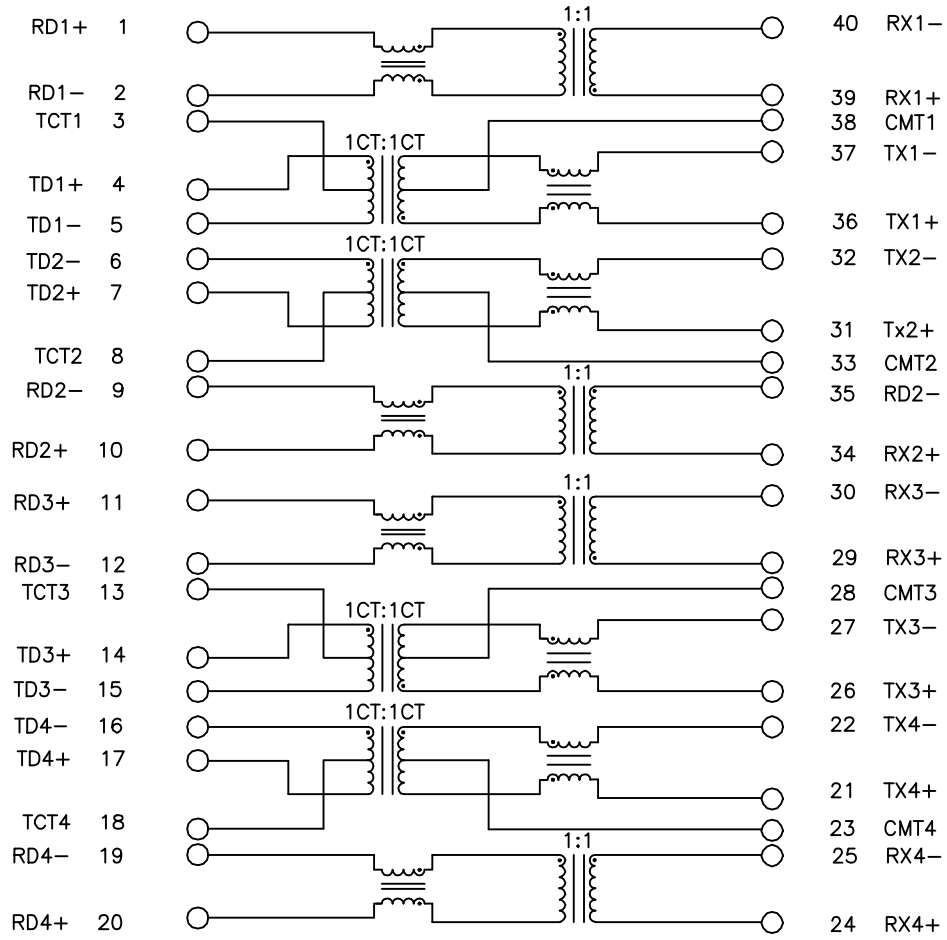 1:1
RD1+ 1 40 RX1-
RD1- 2 39 RX1+
TCT1 3 38 CMT1
1CT:1CT 37 TX1-
TD1+ 4
TD1- 5 36 TX1+
1CT:1CT
TD2- 6 32 TX2-
TD2+ 7
31 Tx2+
TCT2 8 33 CMT2
1:1
RD2- 9 35 RD2-
RD2+ 10 34 RX2+
1:1
RD3+ 11 30 RX3-
RD3- 12 29 RX3+
TCT3 13 28 CMT3
1CT:1CT
27 TX3-
TD3+ 14
TD3- 15 26 TX3+
1CT:1CT
TD4- 16 22 TX4-
TD4+ 17
21 TX4+
TCT4 18 23 CMT4
1:1
RD4- 19 25 RX4-
RD4+ 20 24 RX4+